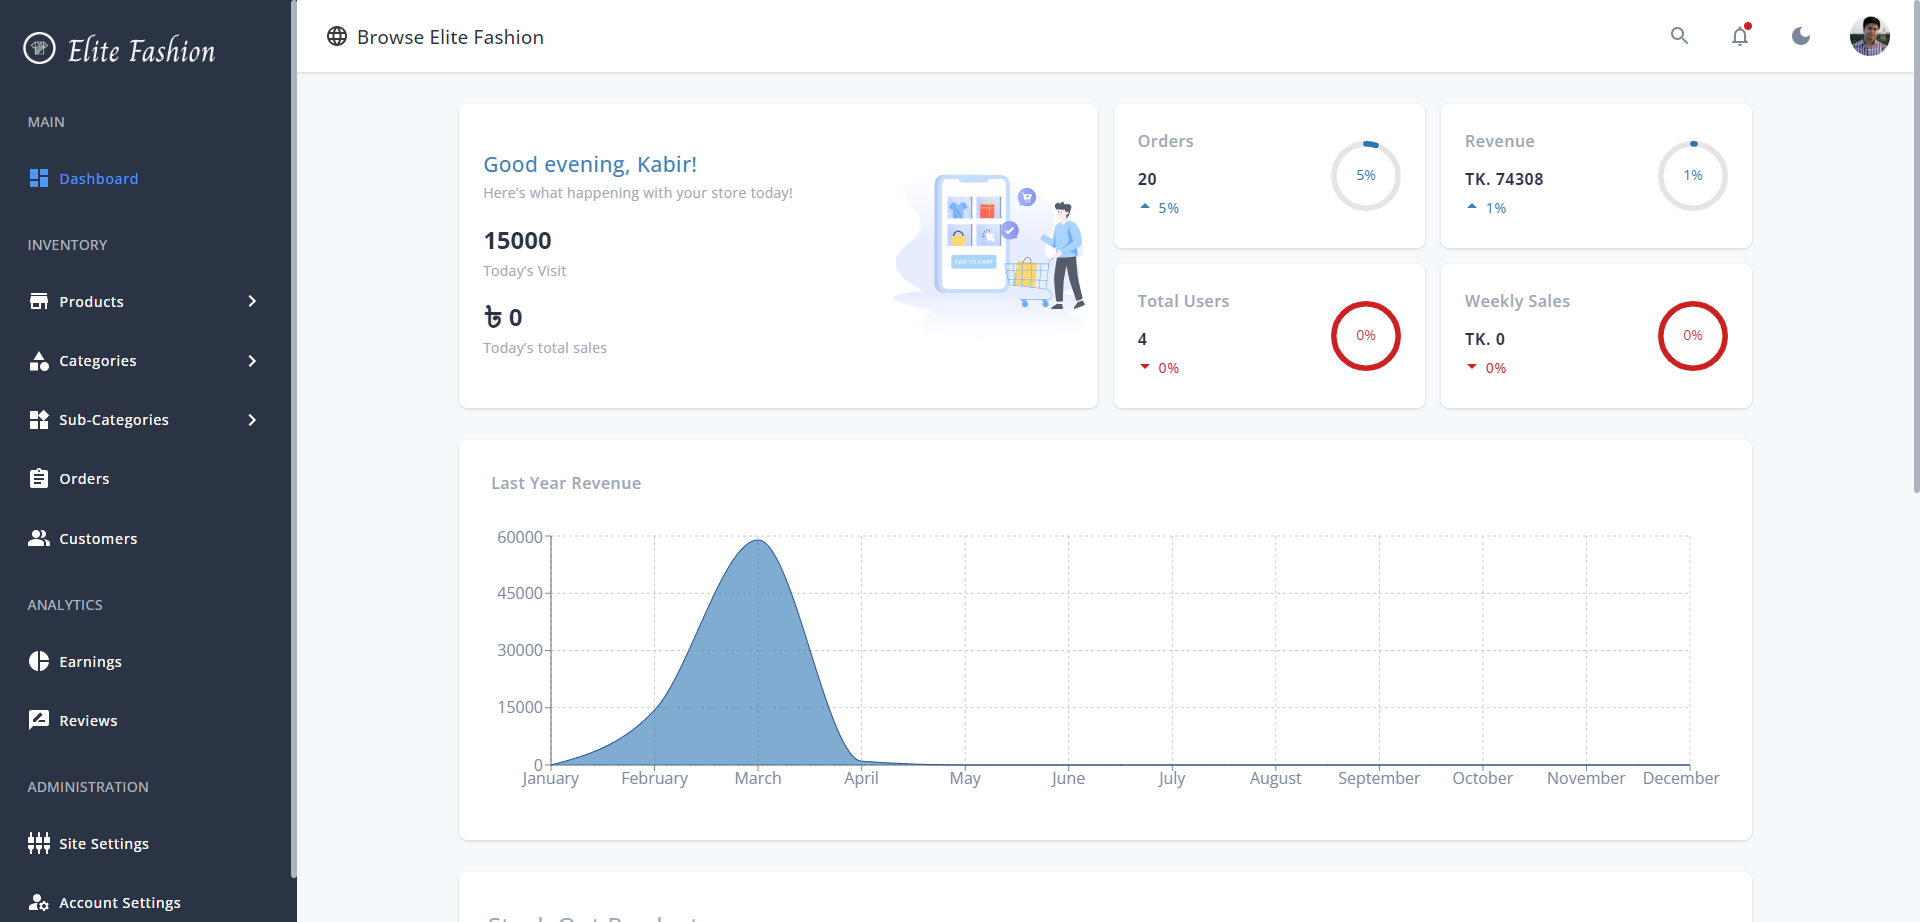 Elite Fashion
MAIN
Dashboard
INVENTORY
Products
Categories
Sub-Categories
Orders
Customers
ANALYTICS
Earnings
Reviews
ADMINISTRATION
Site Settings
Account Settings
Browse Elite Fashion
Good evening, Kabir!
Here's what happening with your store today!
15000
Today's Visit
৳ 0
Today's total sales
ADD TO CART
Orders
20
5%
5%
Revenue
TK. 74308
1%
1%
Total Users
4
0%
0%
Weekly Sales
TK. 0
0%
0%
Last Year Revenue
60000
45000
30000
15000
0
January February March April May June July August September October November December